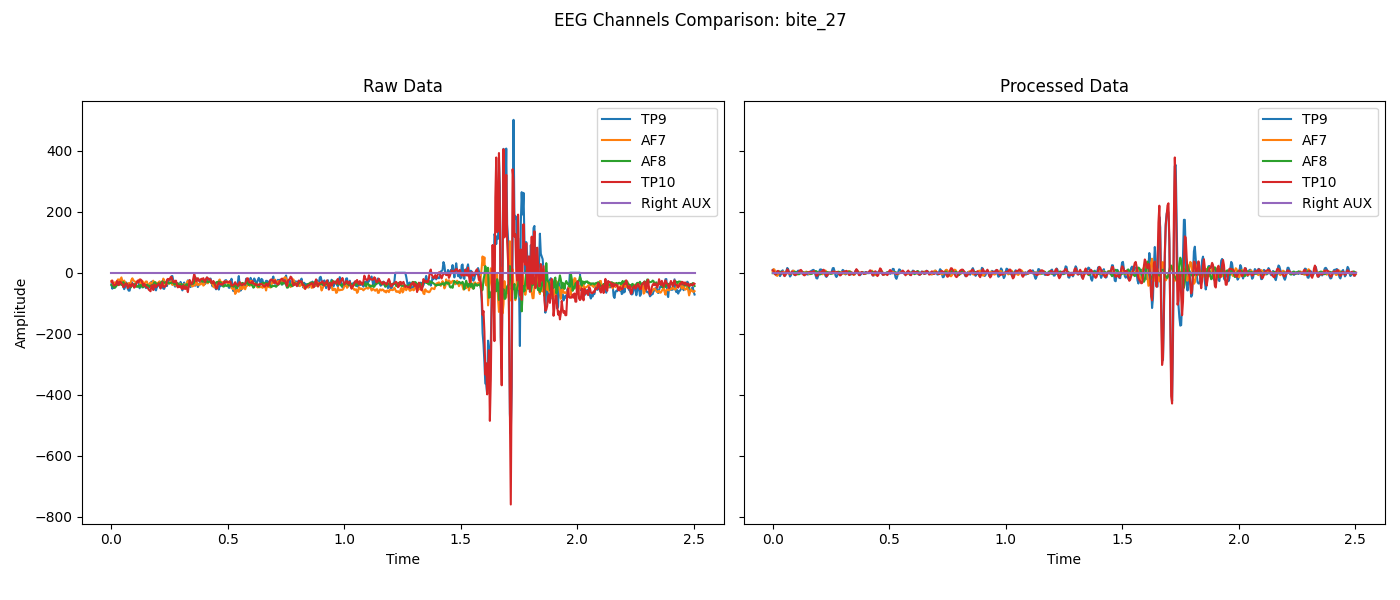 EEG Channels Comparison: bite_27
Raw Data
Processed Data
Amplitude
400
200
0
−200
−400
−600
−800
TP9
AF7
AF8
TP10
Right AUX
TP9
AF7
AF8
TP10
Right AUX
0.0 0.5 1.0 1.5 2.0 2.5
0.0 0.5 1.0 1.5 2.0 2.5
Time
Time